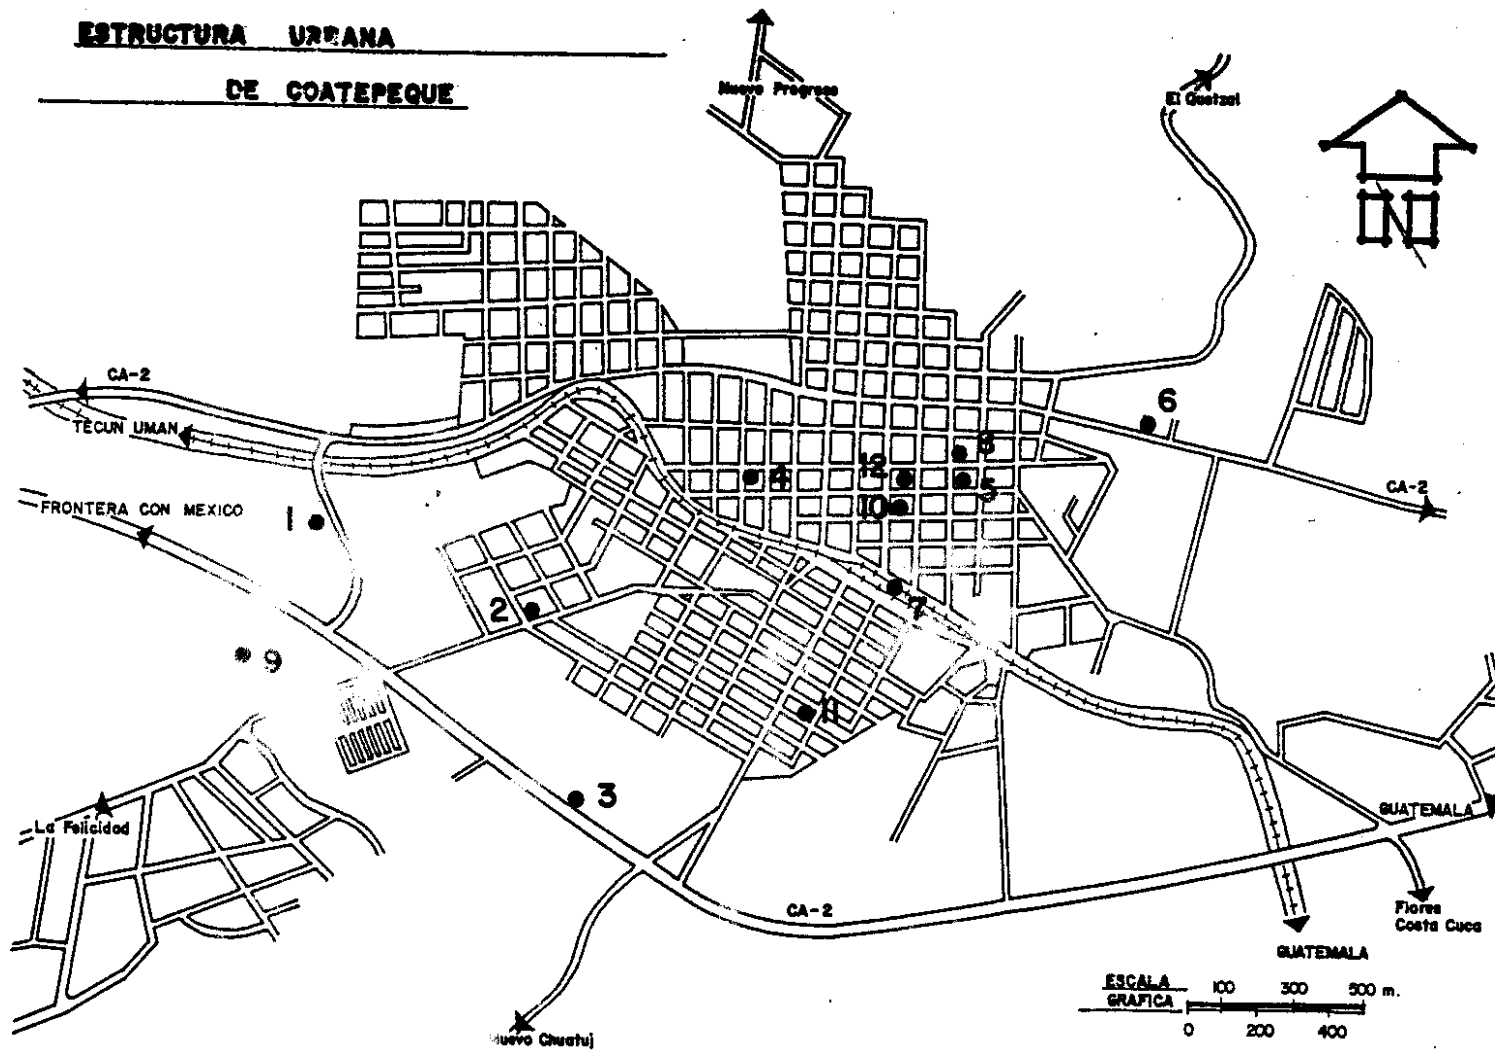 ESTRUCTURA URBANA
DE COATEPEQUE
Nuevo Progreso
El Quetzal
N
CA-2
TECUN UMAN
6
8
12
4
5
CA-2
FRONTERA CON MEXICO
10
1
7
2
9
11
3
La Felicidad
GUATEMALA
CA-2
Flores
Costa Cuca
GUATEMALA
ESCALA
GRAFICA
100 300 500 m.
0 200 400
Nuevo Chuatuj